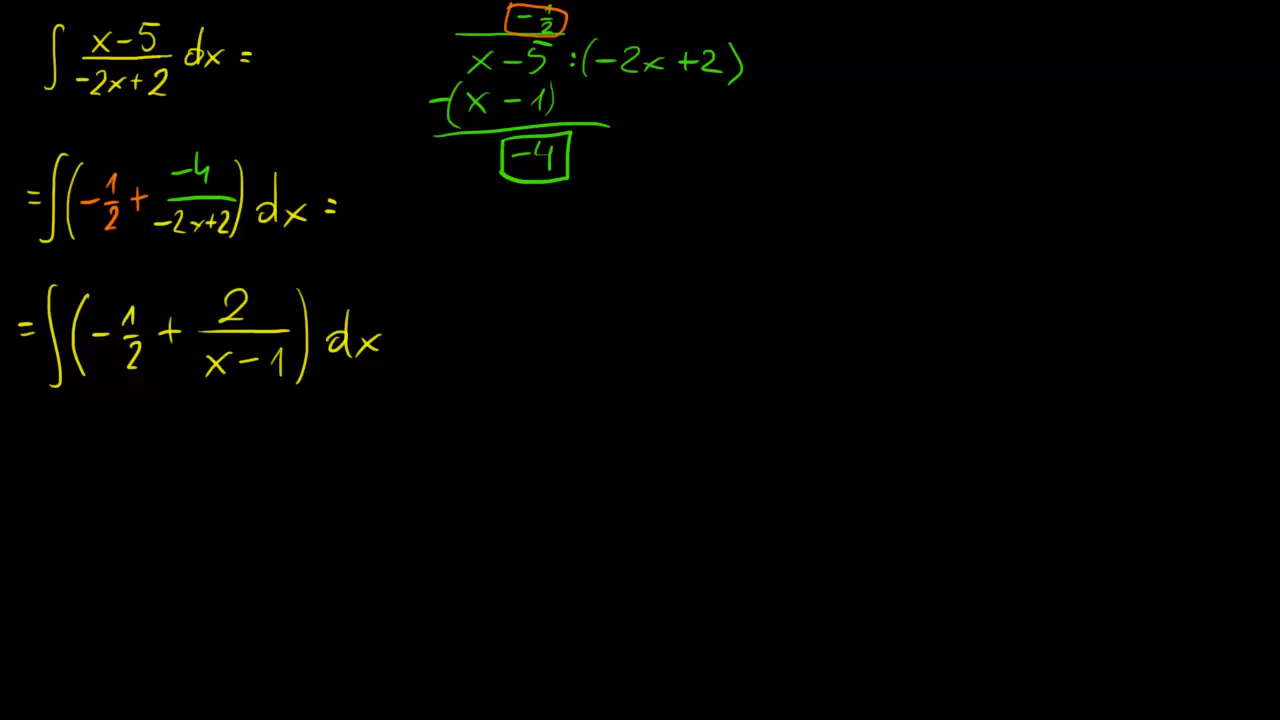 ∫ (x-5)/(-2x+2) dx =
-1/2
x-5 : (-2x+2)
-(x-1)
-4
= ∫ (-1/2 + (-4)/(-2x+2)) dx =
= ∫ (-1/2 + 2/(x-1)) dx